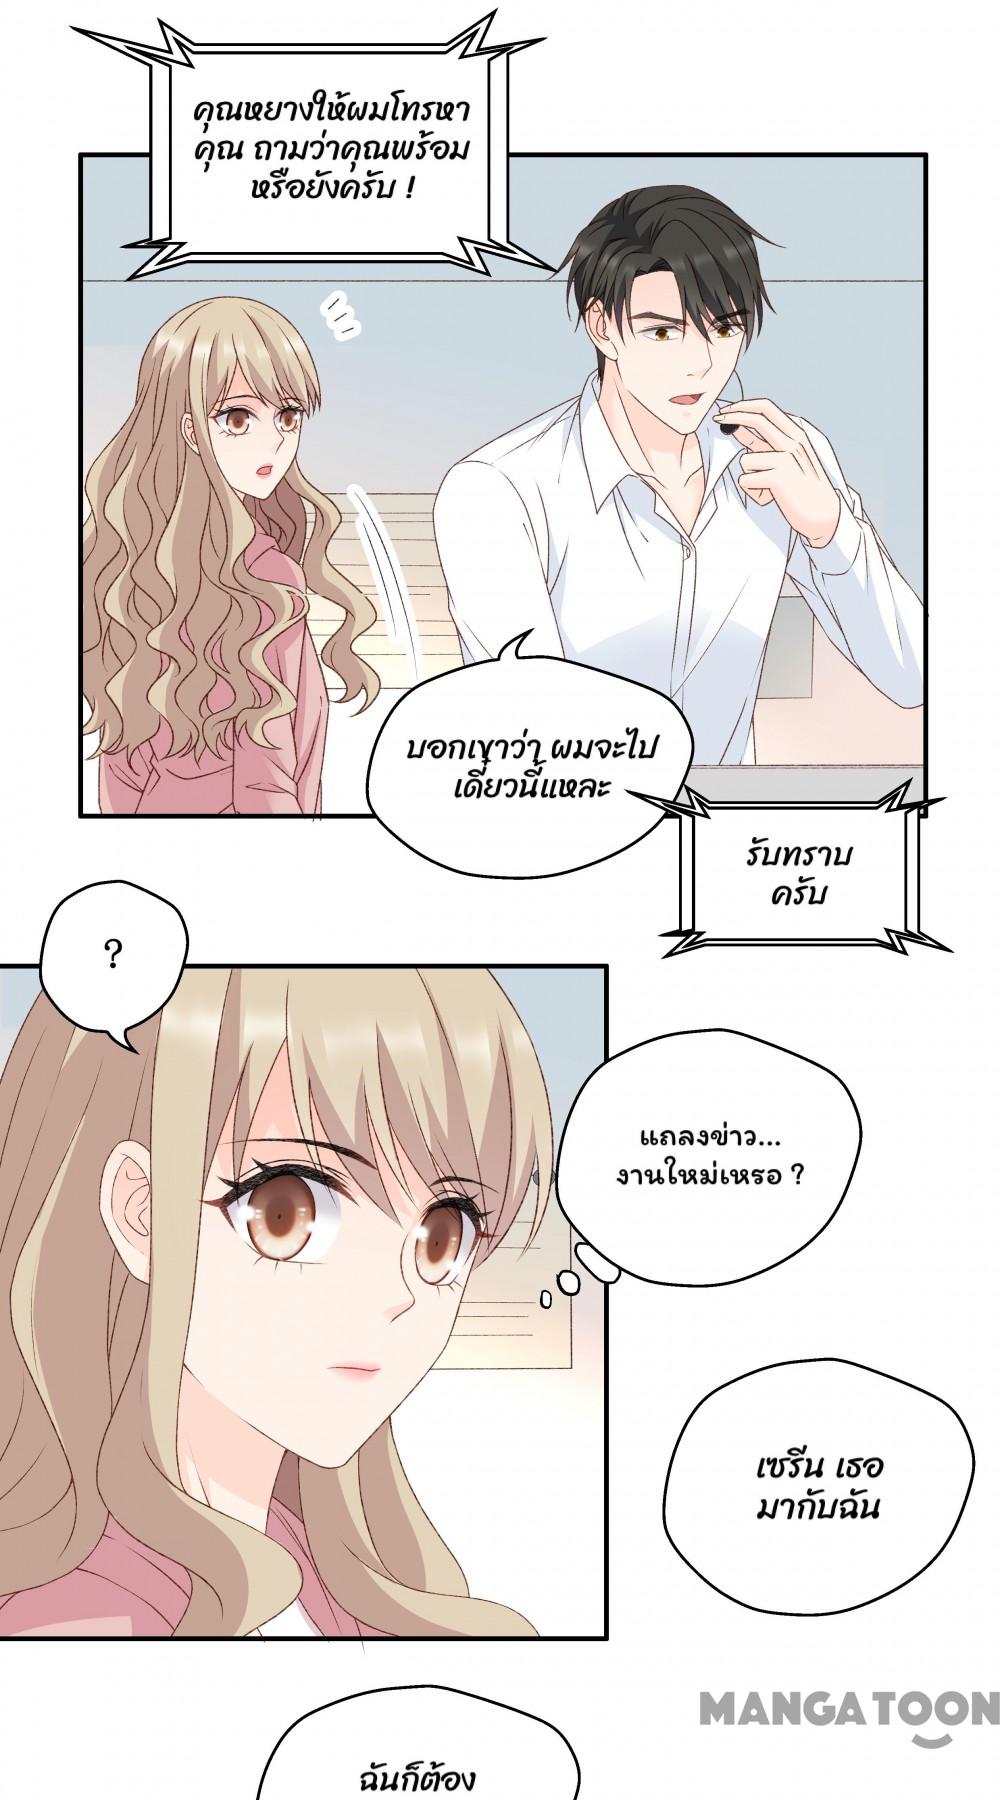 คุณหยางให้ผมโทรหา
คุณ ถามว่าคุณพร้อม
หรือยังครับ !
บอกเขาว่า ผมจะไป
เดี๋ยวนี้แหละ
รับทราบ
ครับ
?
แถลงข่าว...
งานใหม่เหรอ ?
เซรีน เธอ
มากับฉัน
MANGATOON
ฉันก็ต้อง